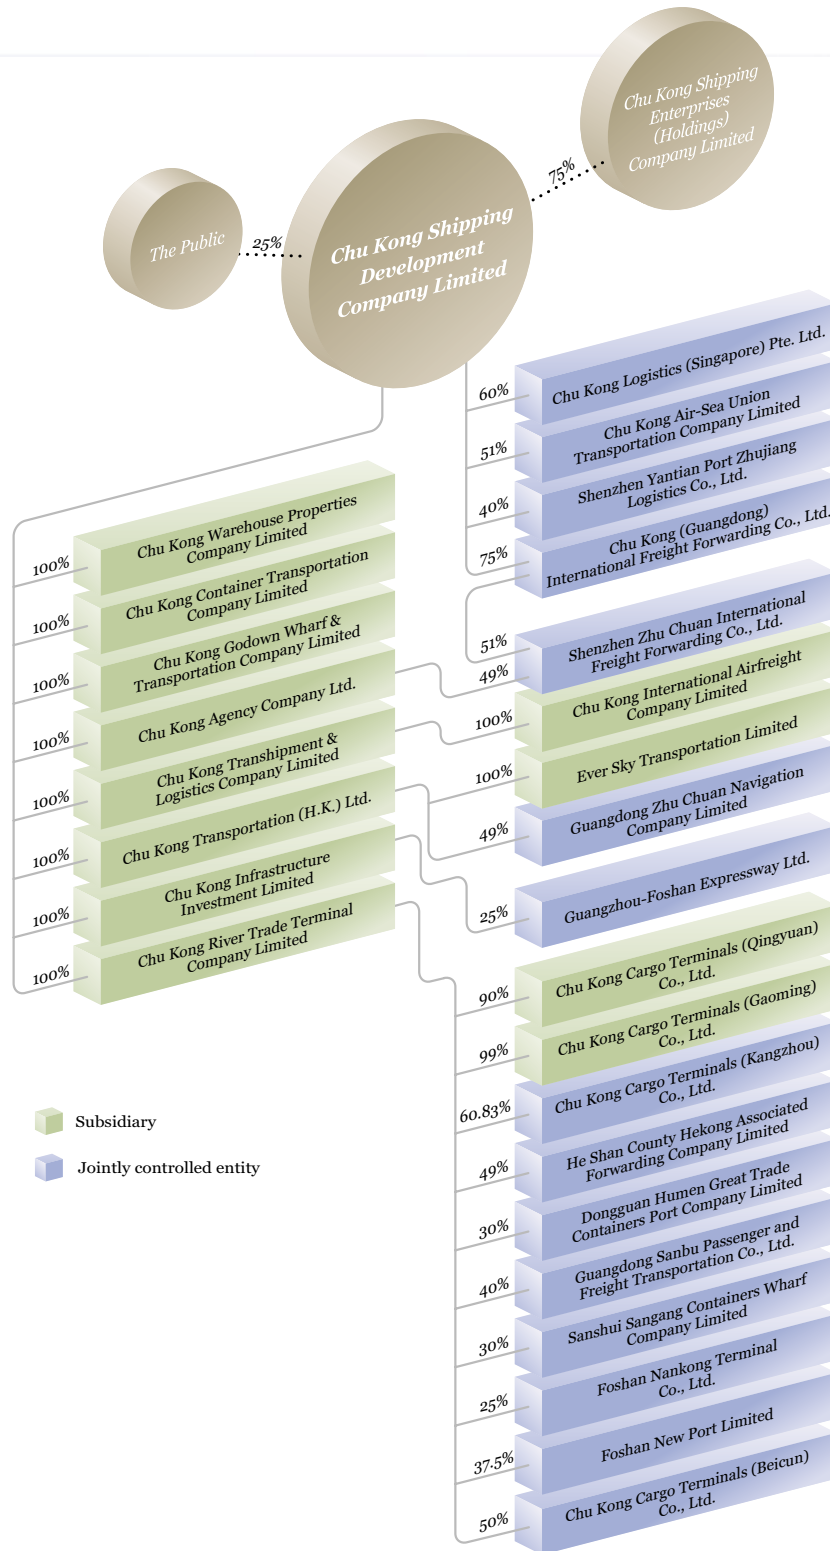 Chu Kong Shipping
Enterprises
(Holdings)
Company Limited
75%
The Public
25%
Chu Kong Shipping
Development
Company Limited
60%
Chu Kong Logistics (Singapore) Pte. Ltd.
51%
Chu Kong Air-Sea Union
Transportation Company Limited
40%
Shenzhen Yantian Port Zhujiang
Logistics Co., Ltd.
75%
Chu Kong (Guangdong)
International Freight Forwarding Co., Ltd.
100%
Chu Kong Warehouse Properties
Company Limited
100%
Chu Kong Container Transportation
Company Limited
100%
Chu Kong Godown Wharf &
Transportation Company Limited
100%
Chu Kong Agency Company Ltd.
100%
Chu Kong Transhipment &
Logistics Company Limited
100%
Chu Kong Transportation (H.K.) Ltd.
100%
Chu Kong Infrastructure
Investment Limited
100%
Chu Kong River Trade Terminal
Company Limited
51%
49%
Shenzhen Zhu Chuan International
Freight Forwarding Co., Ltd.
100%
Chu Kong International Airfreight
Company Limited
100%
Ever Sky Transportation Limited
49%
Guangdong Zhu Chuan Navigation
Company Limited
25%
Guangzhou-Foshan Expressway Ltd.
90%
Chu Kong Cargo Terminals (Qingyuan)
Co., Ltd.
99%
Chu Kong Cargo Terminals (Gaoming)
Co., Ltd.
60.83%
Chu Kong Cargo Terminals (Kangzhou)
Co., Ltd.
49%
He Shan County Hekong Associated
Forwarding Company Limited
30%
Dongguan Humen Great Trade
Containers Port Company Limited
40%
Guangdong Sanbu Passenger and
Freight Transportation Co., Ltd.
30%
Sanshui Sangang Containers Wharf
Company Limited
25%
Foshan Nankong Terminal
Co., Ltd.
37.5%
Foshan New Port Limited
50%
Chu Kong Cargo Terminals (Beicun)
Co., Ltd.
Subsidiary
Jointly controlled entity